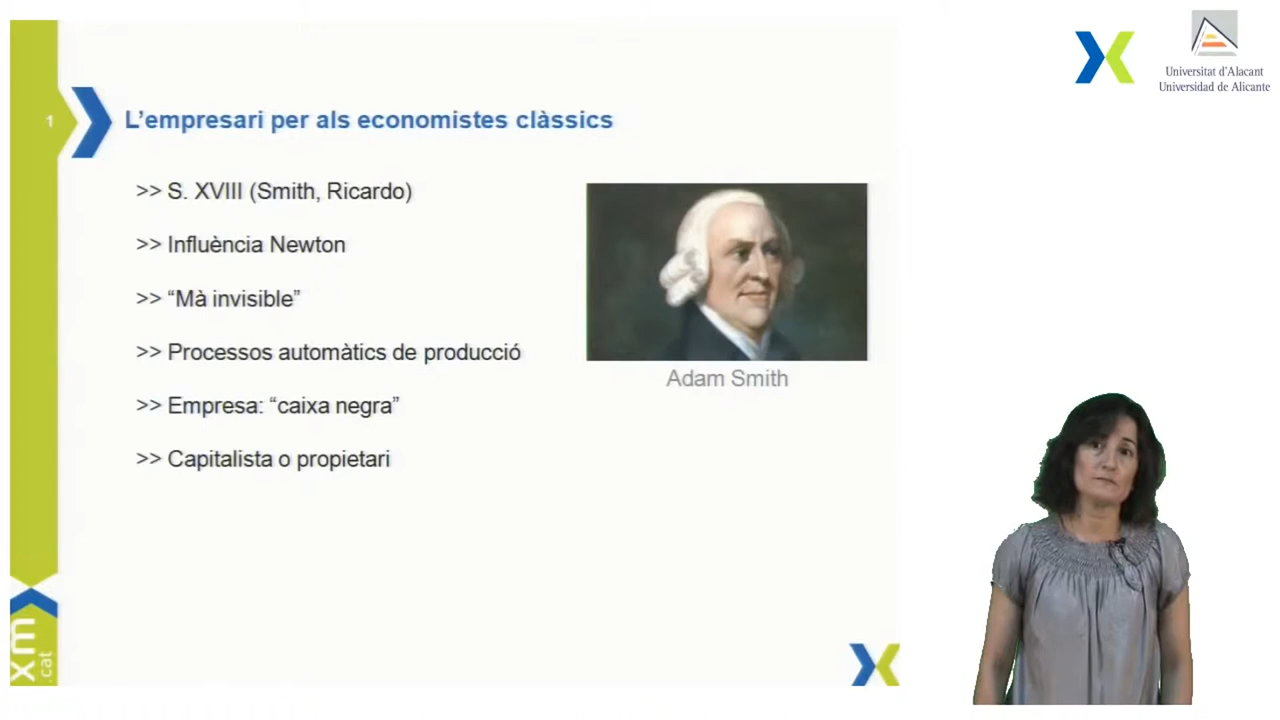 1
L'empresari per als economistes clàssics
>> S. XVIII (Smith, Ricardo)
>> Influència Newton
>> “Mà invisible”
>> Processos automàtics de producció
>> Empresa: “caixa negra”
>> Capitalista o propietari
Adam Smith
Universitat d'Alacant
Universidad de Alicante
xm
.cat